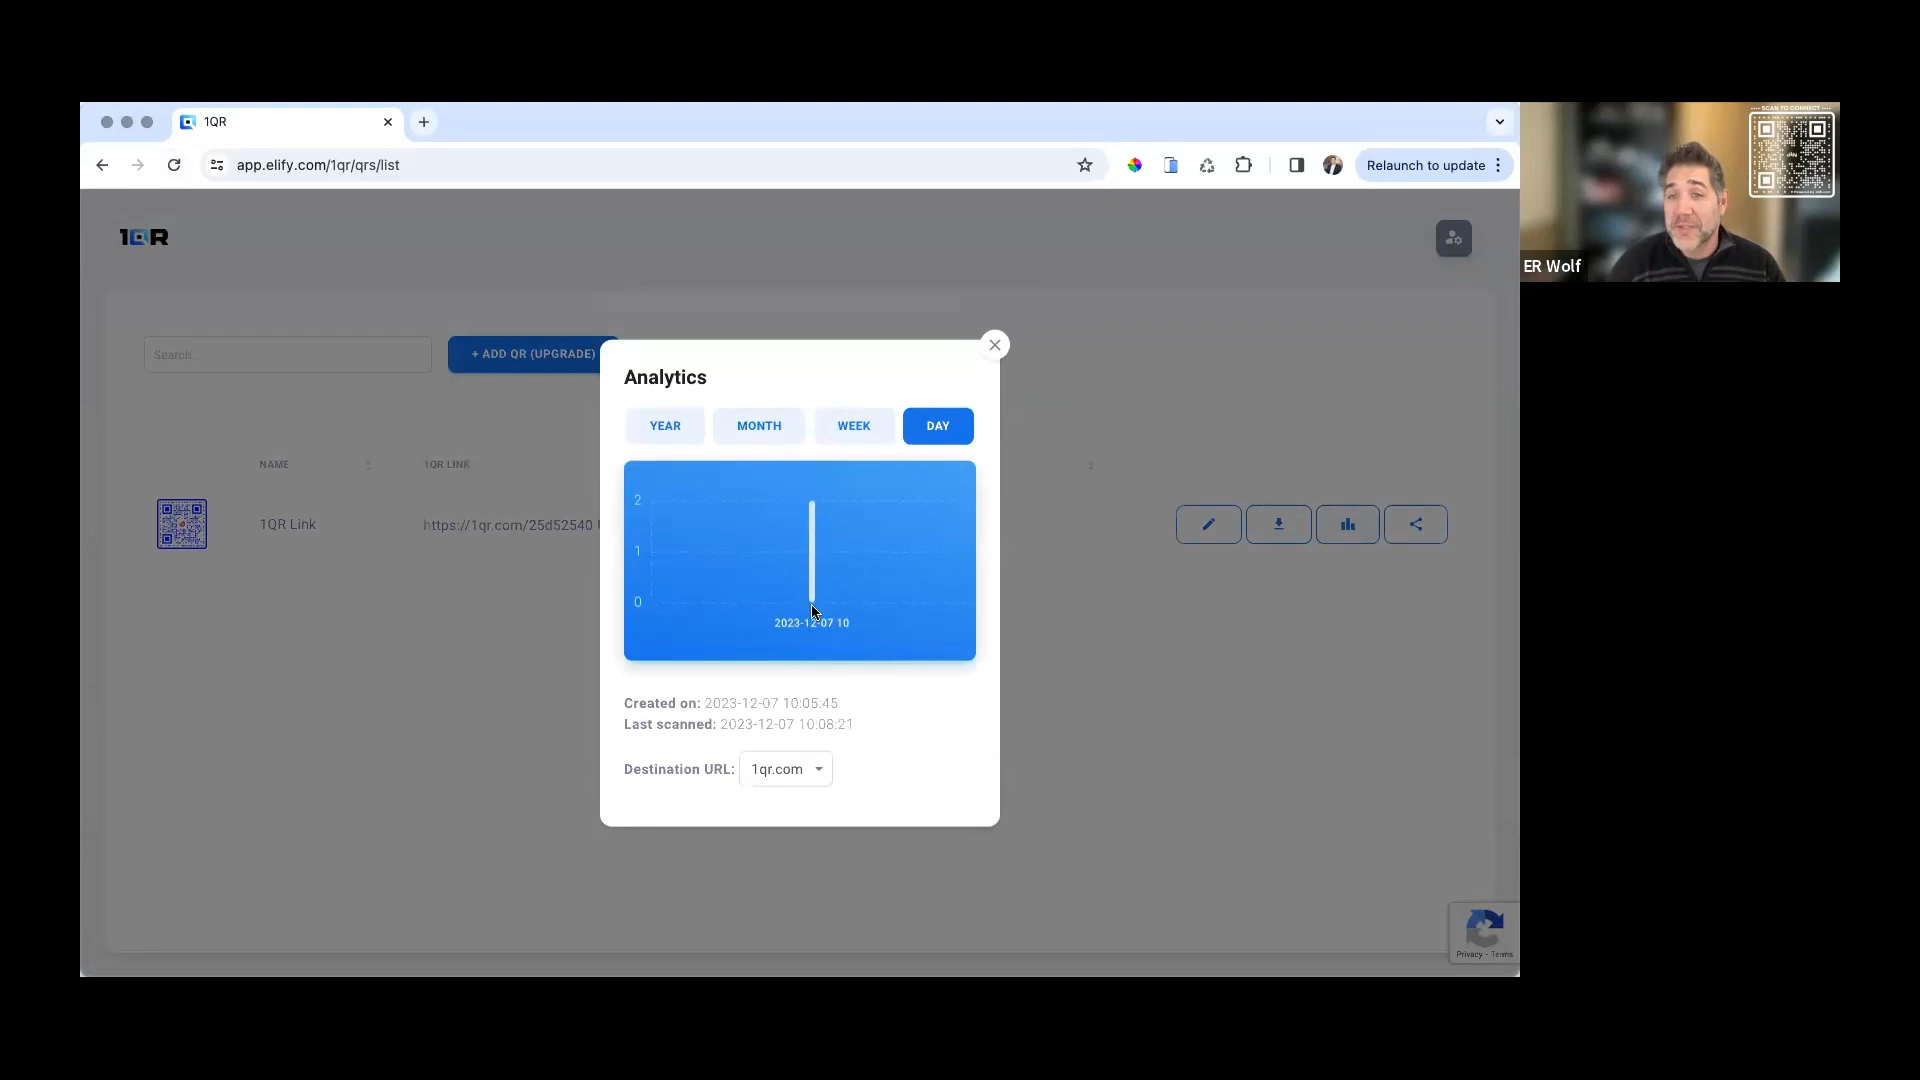 1QR
app.elify.com/1qr/qrs/list
Relaunch to update
SCAN TO CONNECT
ER Wolf
1QR
Search...
+ ADD QR (UPGRADE)
Analytics
YEAR
MONTH
WEEK
DAY
NAME
1QR LINK
2
1
0
2023-12-07 10
1QR Link
https://1qr.com/25d52540
Created on: 2023-12-07 10:05:45
Last scanned: 2023-12-07 10:08:21
Destination URL: 1qr.com
Privacy - Terms